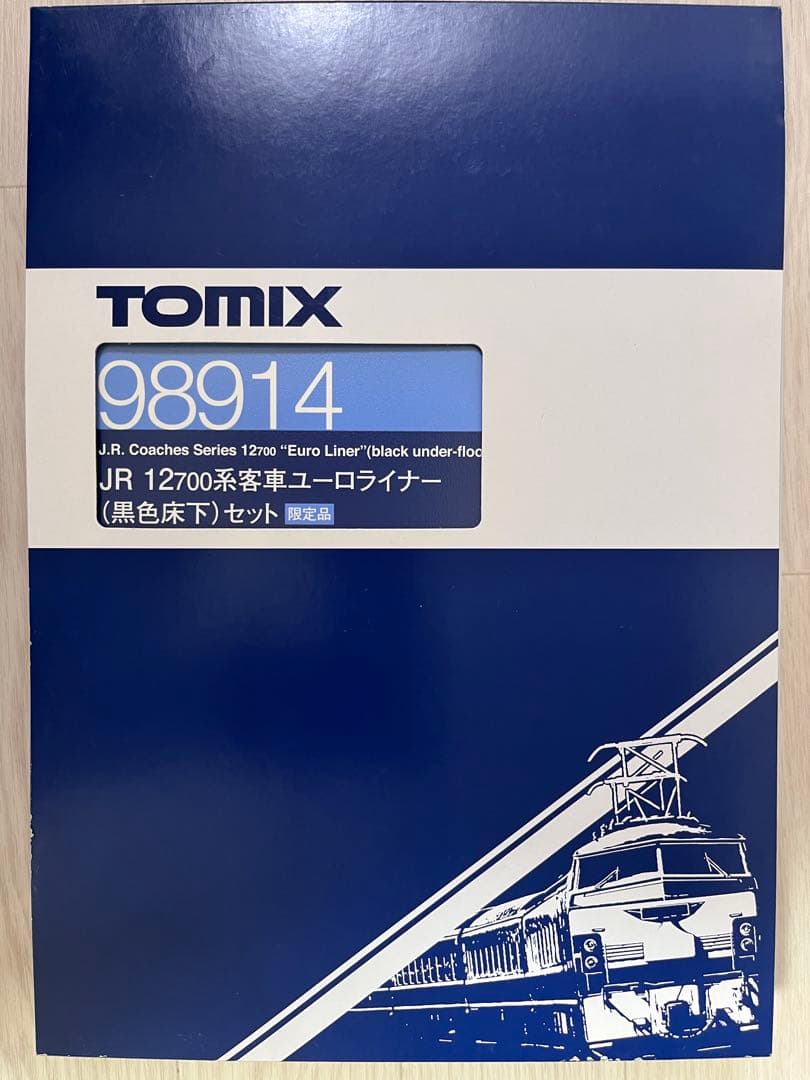 TOMIX
98914
J.R. Coaches Series 12700 “Euro Liner”(black under-floo
JR 12700系客車ユーロライナー
(黒色床下)セット 限定品